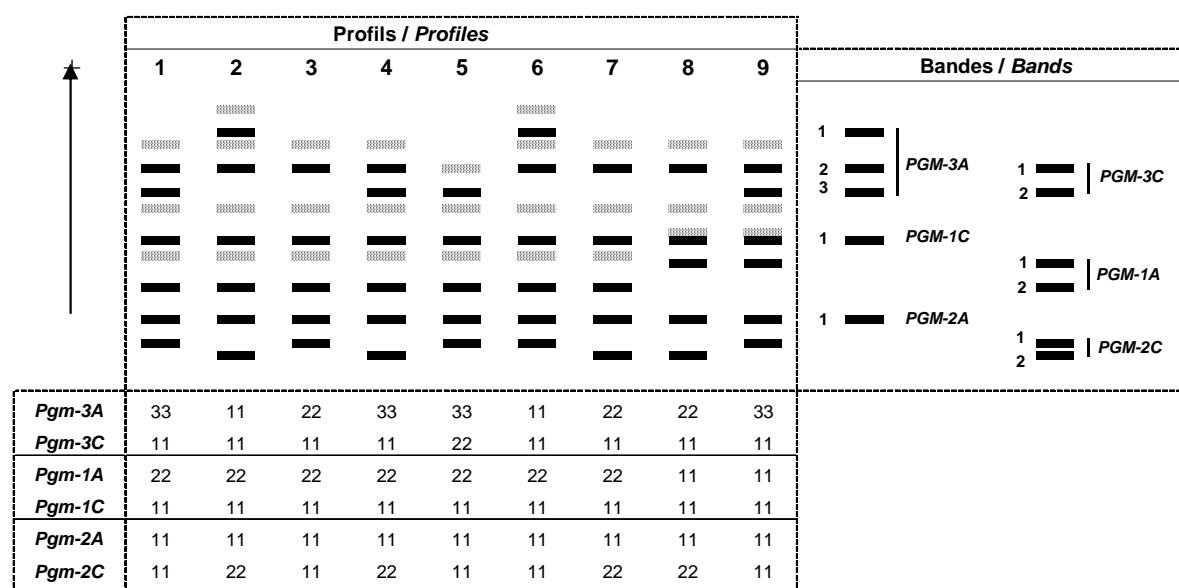 Profils / Profiles
1 2 3 4 5 6 7 8 9
Bandes / Bands
+
1
2 PGM-3A 1 PGM-3C
3 2
1 PGM-1C
1 PGM-1A
2
1 PGM-2A
1 PGM-2C
2
Pgm-3A 33 11 22 33 33 11 22 22 33
Pgm-3C 11 11 11 11 22 11 11 11 11
Pgm-1A 22 22 22 22 22 22 22 11 11
Pgm-1C 11 11 11 11 11 11 11 11 11
Pgm-2A 11 11 11 11 11 11 11 11 11
Pgm-2C 11 22 11 22 11 11 22 22 11